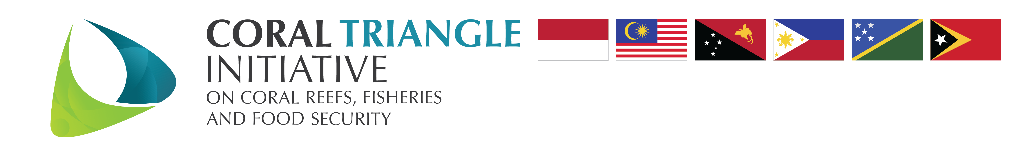 CORAL TRIANGLE
INITIATIVE
ON CORAL REEFS, FISHERIES
AND FOOD SECURITY